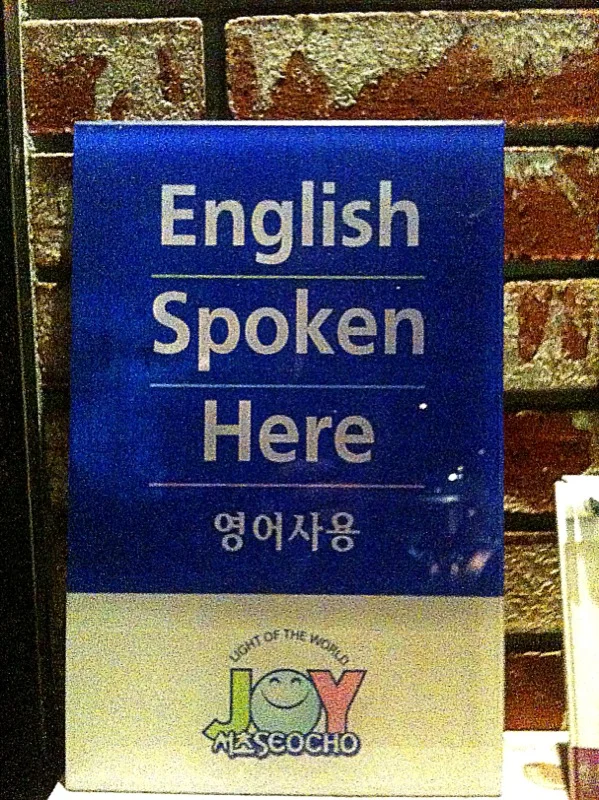 English
Spoken
Here
영어사용
LIGHT OF THE WORLD
JOY
서초SEOCHO